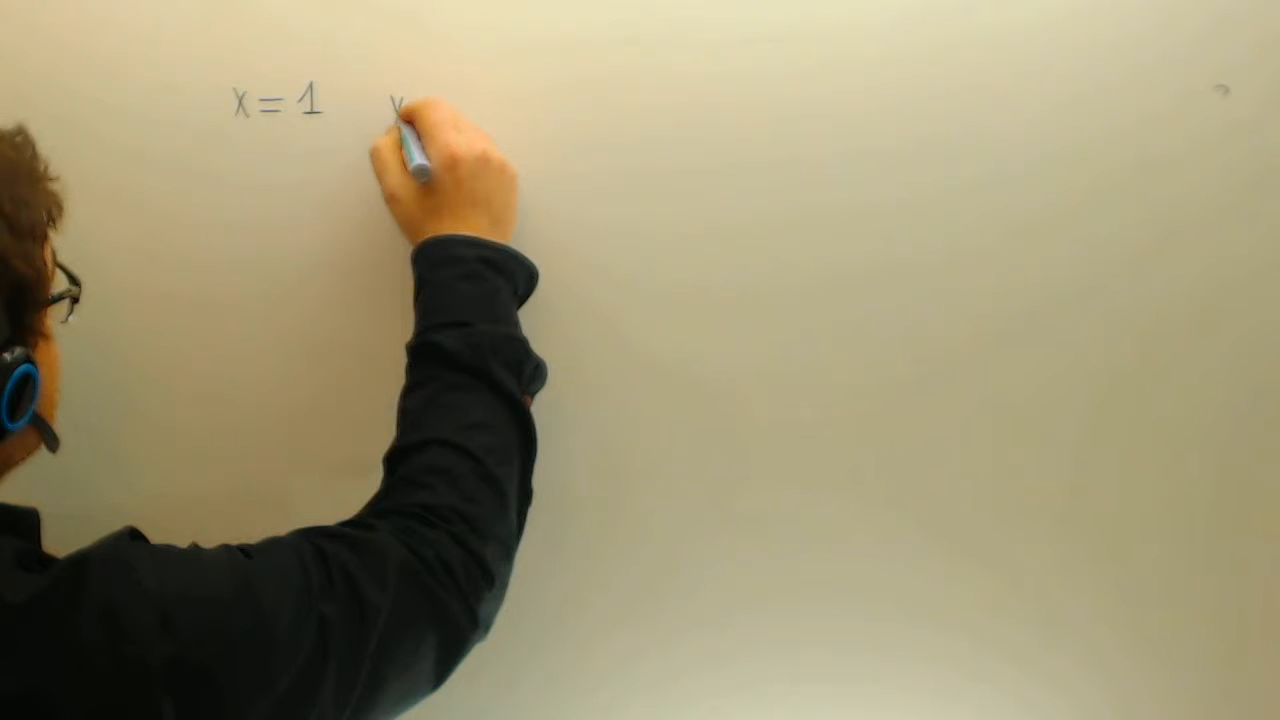 x = 1 x